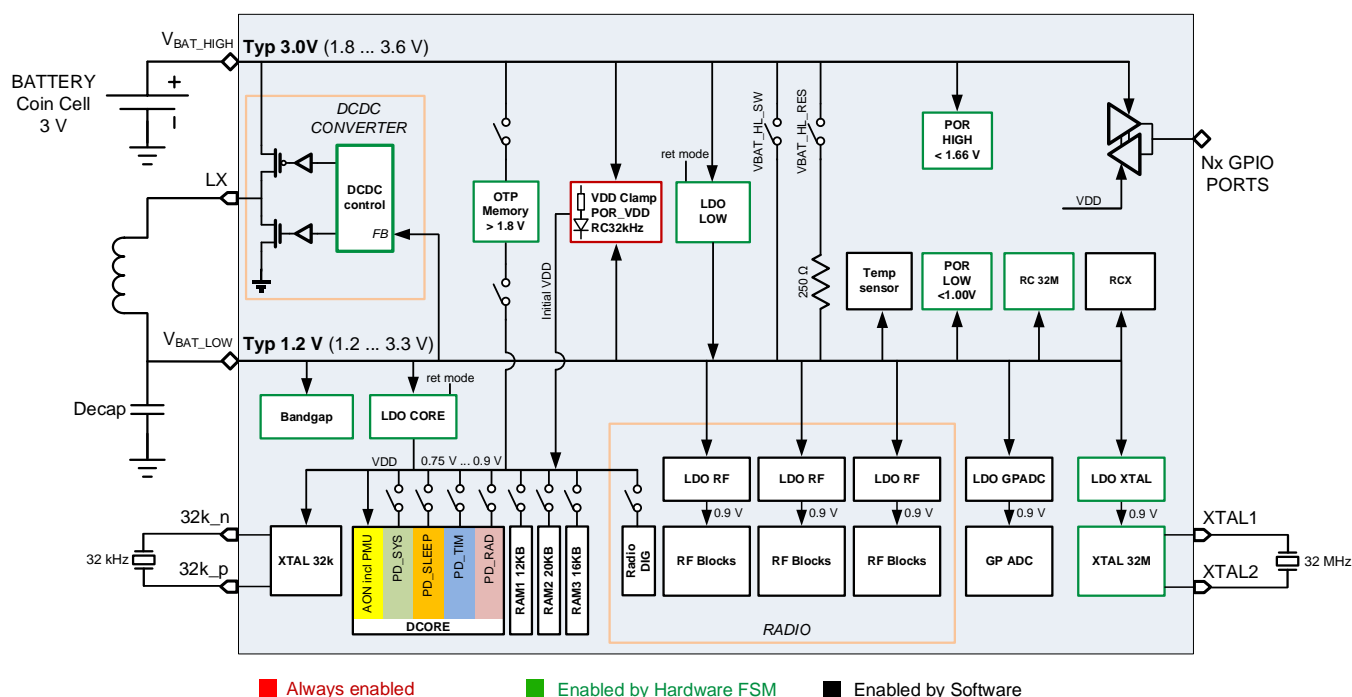 V_BAT_HIGH
Typ 3.0V (1.8 ... 3.6 V)
BATTERY
Coin Cell
3 V
+
DCDC
CONVERTER
DCDC
control
FB
LX
OTP
Memory
> 1.8 V
Initial VDD
VDD Clamp
POR_VDD
RC32kHz
ret mode
LDO
LOW
VBAT_HL_SW
VBAT_HL_RES
250 Ω
POR
HIGH
< 1.66 V
VDD
Nx GPIO
PORTS
Temp
sensor
POR
LOW
<1.00V
RC 32M
RCX
V_BAT_LOW
Typ 1.2 V (1.2 ... 3.3 V)
Decap
Bandgap
ret mode
LDO CORE
VDD
0.75 V ... 0.9 V
LDO RF
LDO RF
LDO RF
LDO GPADC
LDO XTAL
0.9 V
0.9 V
0.9 V
0.9 V
0.9 V
32k_n
32 kHz
32k_p
XTAL 32k
AON incl PMU
PD_SYS
PD_SLEEP
PD_TIM
PD_RAD
DCORE
RAM1 12KB
RAM2 20KB
RAM3 16KB
Radio
DIG
RF Blocks
RF Blocks
RF Blocks
RADIO
GP ADC
XTAL 32M
XTAL1
32 MHz
XTAL2
Always enabled
Enabled by Hardware FSM
Enabled by Software